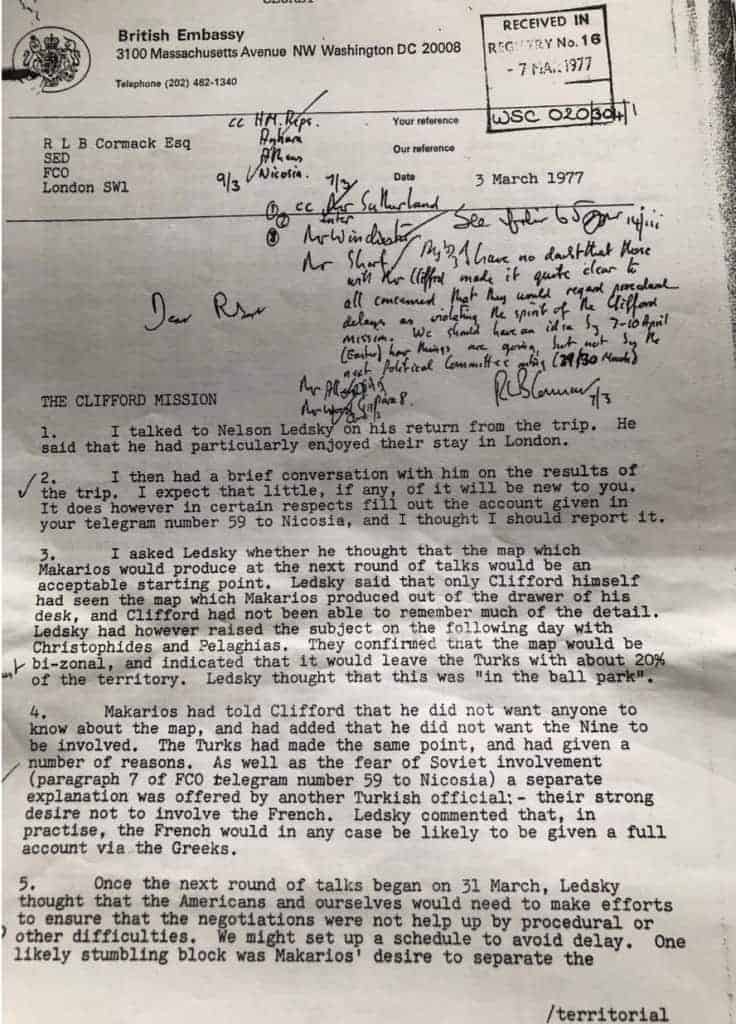 British Embassy
3100 Massachusetts Avenue NW Washington DC 20008
Telephone (202) 462-1340
RECEIVED IN
REGISTRY No. 16
- 7 MAR 1977
WSC 020/304/1
cc H.M. Reps.
Ankara
Athens
Nicosia
9/3
7/3
R L B Cormack Esq
SED
FCO
London SW1
Your reference
Our reference
Date 3 March 1977
① cc Mr Sutherland
②
③ Mr Winchester
Mr Short
See
I have no doubt that those
with Mr Clifford made it quite clear to
all concerned that they would regard procedural
delays as violating the spirit of the Clifford
mission. We should have an idea by 7-10 April
(Easter) how things are going, but not by the
next Political Committee meeting (29/30 March)
RLB Cormack
7/3
Dear
THE CLIFFORD MISSION
1. I talked to Nelson Ledsky on his return from the trip. He
said that he had particularly enjoyed their stay in London.
2. I then had a brief conversation with him on the results of
the trip. I expect that little, if any, of it will be new to you.
It does however in certain respects fill out the account given in
your telegram number 59 to Nicosia, and I thought I should report it.
3. I asked Ledsky whether he thought that the map which
Makarios would produce at the next round of talks would be an
acceptable starting point. Ledsky said that only Clifford himself
had seen the map which Makarios produced out of the drawer of his
desk, and Clifford had not been able to remember much of the detail.
Ledsky had however raised the subject on the following day with
Christophides and Pelaghias. They confirmed that the map would be
bi-zonal, and indicated that it would leave the Turks with about 20%
of the territory. Ledsky thought that this was "in the ball park".
4. Makarios had told Clifford that he did not want anyone to
know about the map, and had added that he did not want the Nine to
be involved. The Turks had made the same point, and had given a
number of reasons. As well as the fear of Soviet involvement
(paragraph 7 of FCO telegram number 59 to Nicosia) a separate
explanation was offered by another Turkish official:- their strong
desire not to involve the French. Ledsky commented that, in
practise, the French would in any case be likely to be given a full
account via the Greeks.
5. Once the next round of talks began on 31 March, Ledsky
thought that the Americans and ourselves would need to make efforts
to ensure that the negotiations were not help up by procedural or
other difficulties. We might set up a schedule to avoid delay. One
likely stumbling block was Makarios' desire to separate the
/territorial